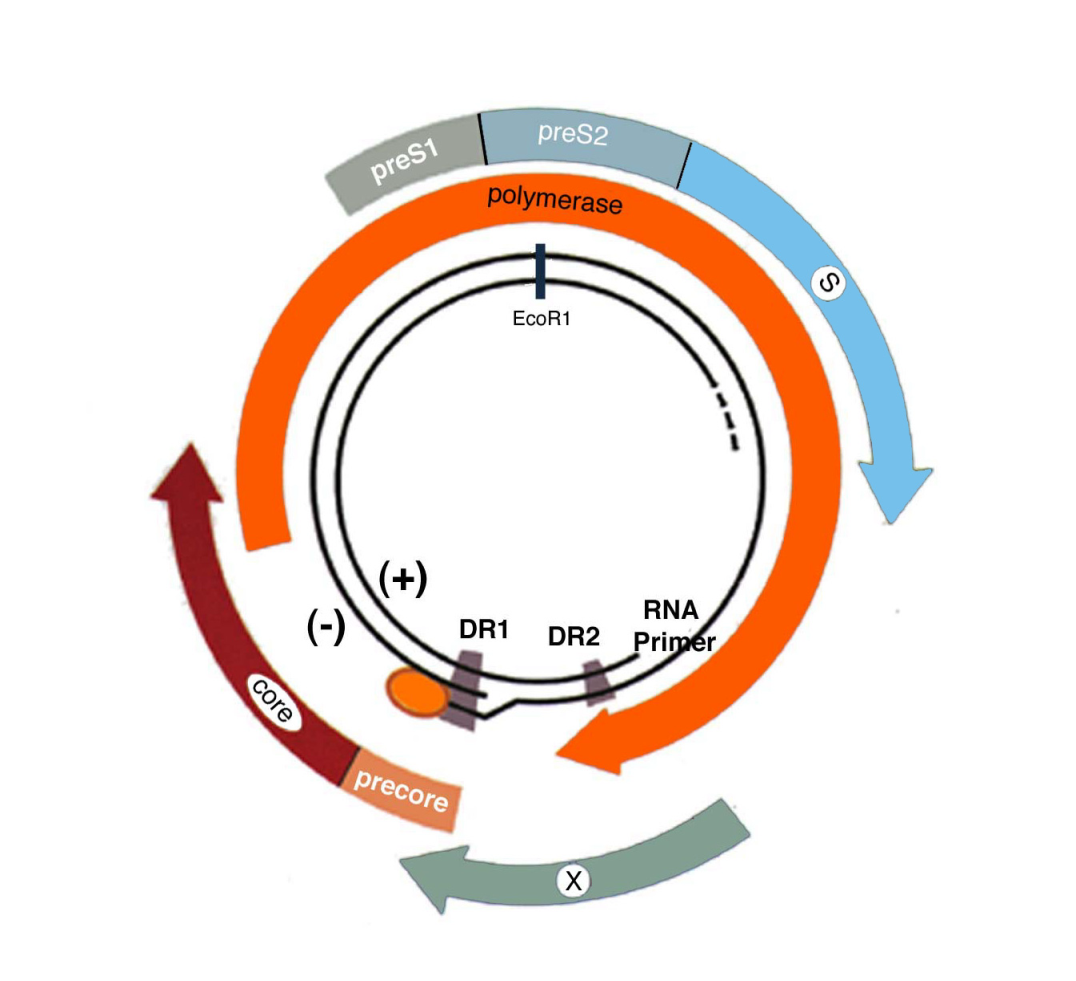 preS1
preS2
S
polymerase
EcoR1
(+)
(-)
DR1
DR2
RNA
Primer
core
precore
X